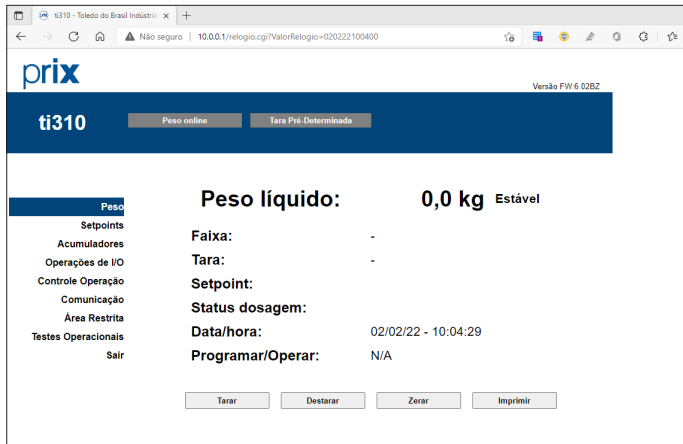 ti310 - Toledo do Brasil Indústria
Não seguro | 10.0.0.1/relogio.cgi?ValorRelogio=020222100400
prix
Versão FW:6.02BZ
ti310 Peso online Tara Pré-Determinada
Peso líquido: 0,0 kg Estável
Peso
Setpoints
Acumuladores
Operações de I/O
Controle Operação
Comunicação
Área Restrita
Testes Operacionais
Sair
Faixa: -
Tara: -
Setpoint:
Status dosagem:
Data/hora: 02/02/22 - 10:04:29
Programar/Operar: N/A
Tarar Destarar Zerar Imprimir